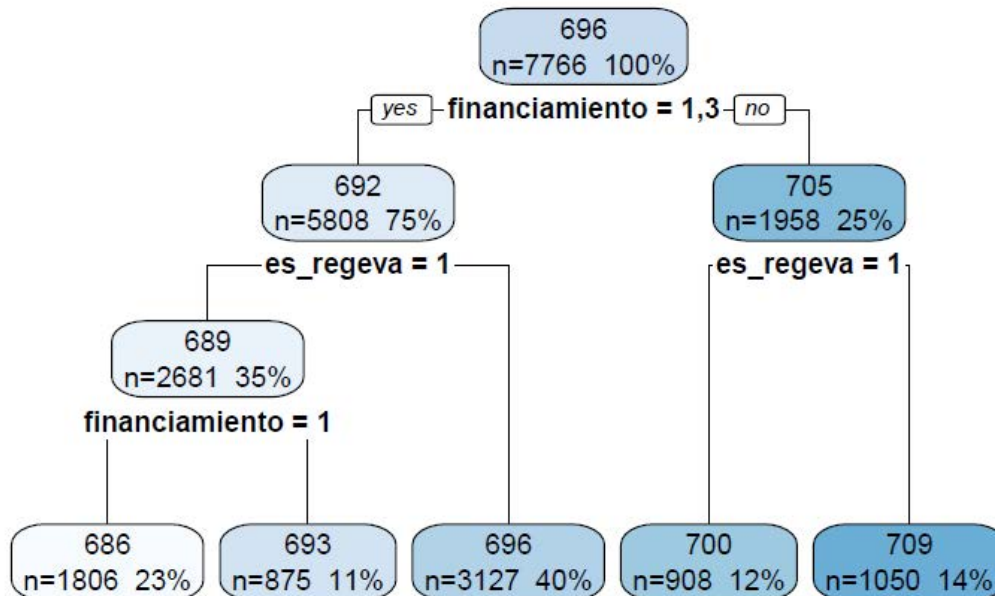 696
n=7766 100%
yes financiamiento = 1,3 no
692
n=5808 75%
705
n=1958 25%
es_regeva = 1
es_regeva = 1
689
n=2681 35%
financiamiento = 1
686
n=1806 23%
693
n=875 11%
696
n=3127 40%
700
n=908 12%
709
n=1050 14%